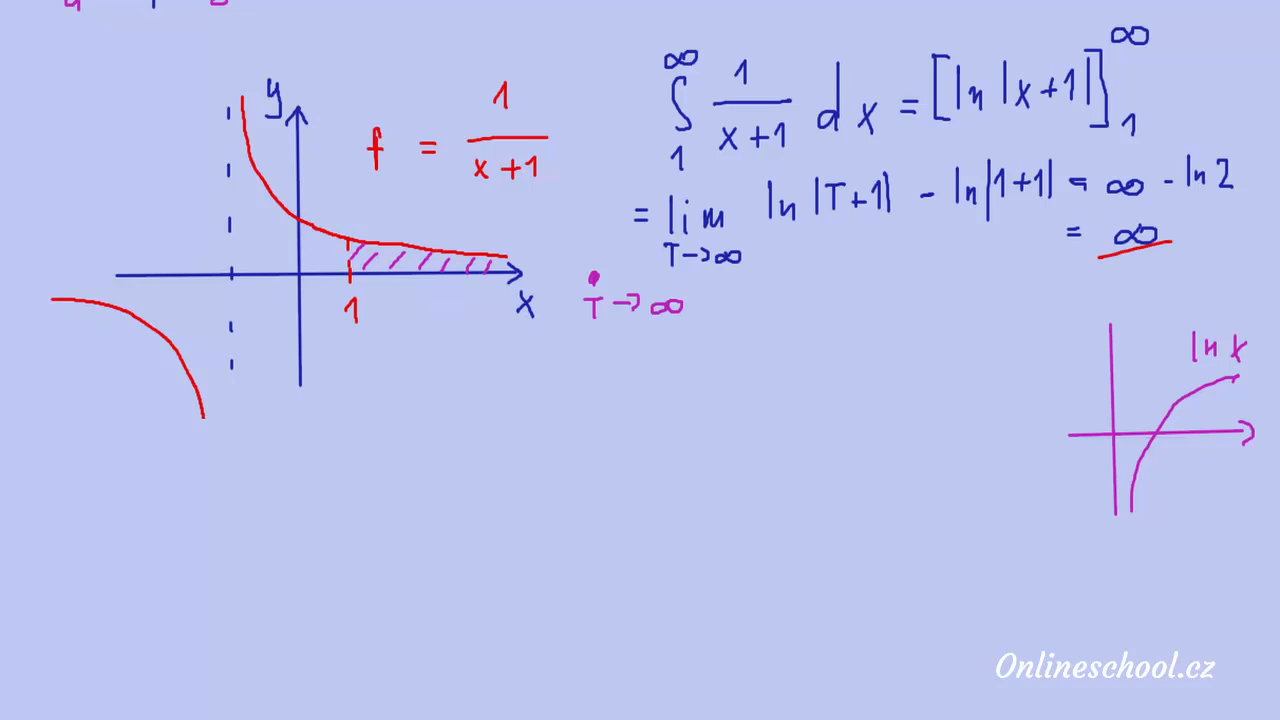 y
f = 1/(x+1)
1
x
T→∞
∫₁^∞ 1/(x+1) dx = [ln |x+1|]₁^∞
= lim T→∞ ln |T+1| - ln|1+1| = ∞ - ln 2
= ∞
ln x
Onlineschool.cz